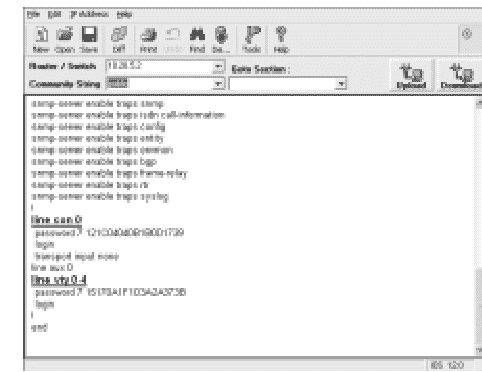 File Edit IP Address Help
New Open Save Diff Print Undo Find Tools Help
Router / Switch
Goto Section :
Community String
Upload Download
snmp-server enable traps snmp
snmp-server enable traps isdn call-information
snmp-server enable traps config
snmp-server enable traps entity
snmp-server enable traps envmon
snmp-server enable traps bgp
snmp-server enable traps frame-relay
snmp-server enable traps rtr
snmp-server enable traps syslog
!
line con 0
password 7
login
transport input none
line aux 0
line vty 0 4
password 7
login
!
end
IOS 12.0